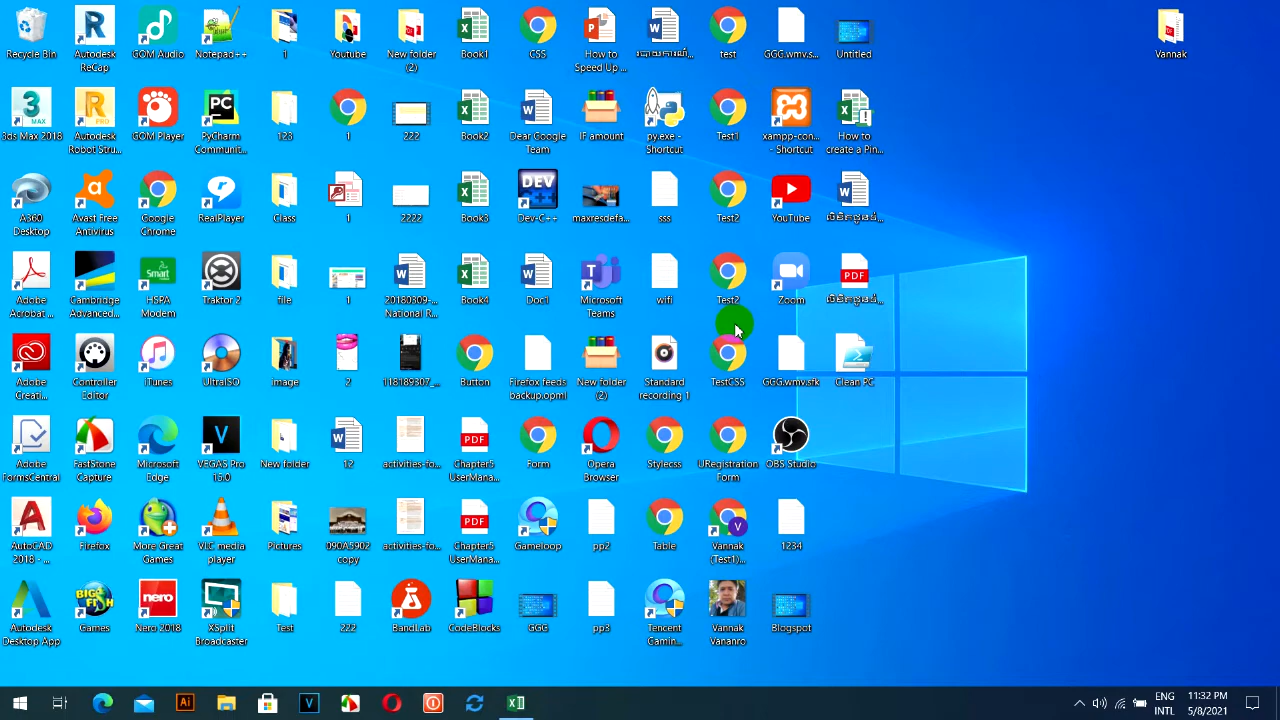 Recycle Bin
Autodesk ReCap
GOM Audio
Notepad++
1
Youtube
New folder (2)
Book1
CSS
How to Speed Up ...
test
GGG.wmv.s...
Untitled
Vannak
3ds Max 2018
Autodesk Robot Stru...
GOM Player
PyCharm Communit...
123
1
222
Book2
Dear Google Team
IF amount
py.exe - Shortcut
Test1
xampp-con... - Shortcut
How to create a Pin...
A360 Desktop
Avast Free Antivirus
Google Chrome
RealPlayer
Class
1
2222
Book3
Dev-C++
maxresdefa...
sss
Test2
YouTube
Adobe Acrobat ...
Cambridge Advanced...
HSPA Modem
Traktor 2
file
1
20180309-... National R...
Book4
Doc1
Microsoft Teams
wifi
Test2
Zoom
Adobe Creati...
Controller Editor
iTunes
UltraISO
image
2
118189307_...
Button
Firefox feeds backup.opml
New folder (2)
Standard recording 1
TestCSS
GGG.wmv.sfk
Clean PC
Adobe FormsCentral
FastStone Capture
Microsoft Edge
VEGAS Pro 15.0
New folder
12
activities-fo...
Chapter5 UserMana...
Form
Opera Browser
Stylecss
URegistration Form
OBS Studio
AutoCAD 2018 - ...
Firefox
More Great Games
VLC media player
Pictures
090A5902 copy
activities-fo...
Chapter5 UserMana...
Gameloop
pp2
Table
Vannak (Test1)...
1234
Autodesk Desktop App
Games
Nero 2018
XSplit Broadcaster
Test
222
BandLab
CodeBlocks
GGG
pp3
Tencent Gamin...
Vannak Vananro
Blogspot
ENG 11:32 PM
INTL 5/8/2021